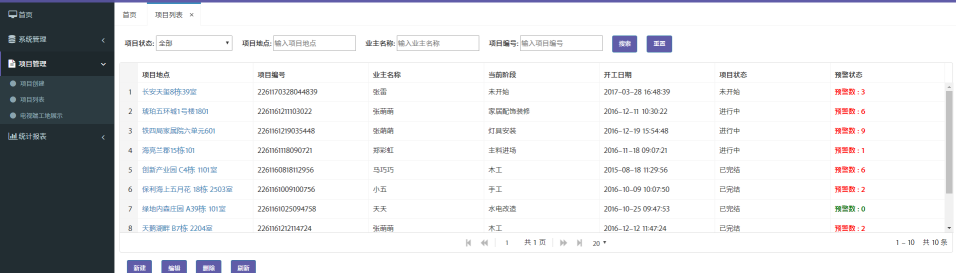 首页
系统管理
项目管理
项目创建
项目列表
电视端工地展示
统计报表
首页 项目列表 ×
项目状态: 全部 项目地点: 输入项目地点 业主名称: 输入业主名称 项目编号: 输入项目编号 搜索 重置
项目地点 项目编号 业主名称 当前阶段 开工日期 项目状态 预警状态
1 长安天玺8栋39室 2261170328044839 张雷 未开始 2017-03-28 16:48:39 未开始 预警数：3
2 琥珀五环城1号楼1801 2261161211103022 张萌萌 家居配饰装修 2016-12-11 10:30:22 进行中 预警数：6
3 铁四局家属院六单元601 2261161219035448 张萌萌 灯具安装 2016-12-19 15:54:48 进行中 预警数：9
4 海亮兰郡15栋101 2261161118090721 郑彩虹 主料进场 2016-11-18 09:07:21 进行中 预警数：1
5 创新产业园 C4栋 1101室 2261160818112956 马巧巧 木工 2015-08-18 11:29:56 已完结 预警数：6
6 保利海上五月花 18栋 2503室 2261161009100756 小五 手工 2016-10-09 10:07:50 已完结 预警数：2
7 绿地内森庄园 A39栋 101室 2261161025094758 天天 水电改造 2016-10-25 09:47:53 已完结 预警数：0
8 天鹅湖畔 B7栋 2204室 2261161212114724 张萌萌 木工 2016-12-12 11:47:24 已完结 预警数：2
1 共 1 页 20 1 - 10 共 10 条
新建 编辑 删除 刷新